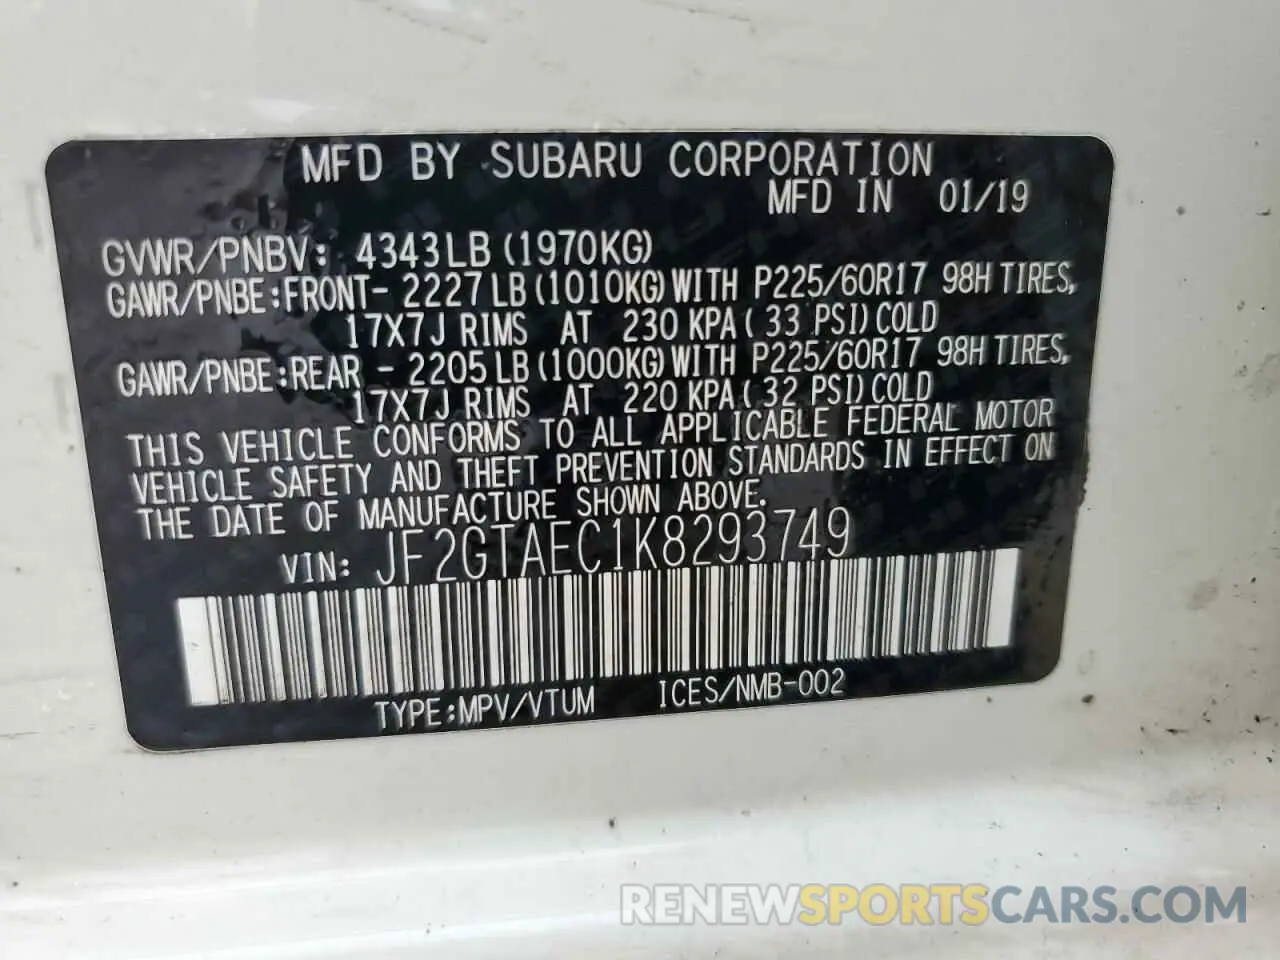 MFD BY SUBARU CORPORATION
MFD IN 01/19
GVWR/PNBV: 4343LB (1970KG)
GAWR/PNBE:FRONT- 2227LB(1010KG)WITH P225/60R17 98H TIRES,
17X7J RIMS AT 230 KPA( 33 PSI)COLD
GAWR/PNBE:REAR - 2205LB(1000KG)WITH P225/60R17 98H TIRES,
17X7J RIMS AT 220 KPA( 32 PSI)COLD
THIS VEHICLE CONFORMS TO ALL APPLICABLE FEDERAL MOTOR
VEHICLE SAFETY AND THEFT PREVENTION STANDARDS IN EFFECT ON
THE DATE OF MANUFACTURE SHOWN ABOVE.
VIN: JF2GTAEC1K8293749
TYPE:MPV/VTUM ICES/NMB-002
RENEWSPORTSCARS.COM